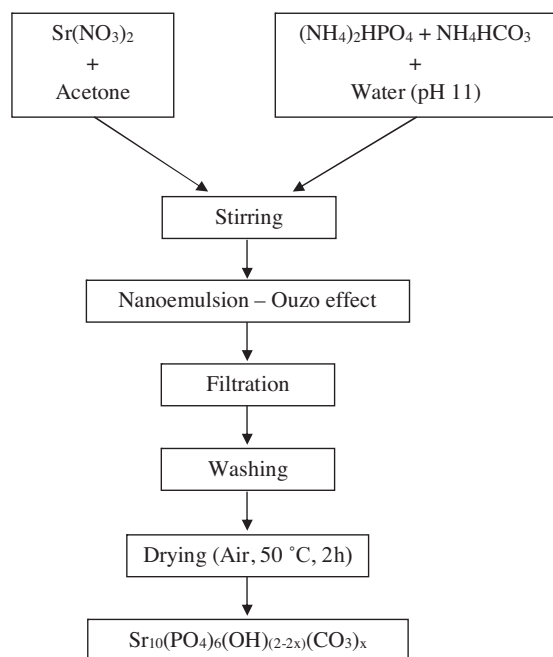 Sr(NO₃)₂
+
Acetone
(NH₄)₂HPO₄ + NH₄HCO₃
+
Water (pH 11)
Stirring
Nanoemulsion – Ouzo effect
Filtration
Washing
Drying (Air, 50 ˚C, 2h)
Sr₁₀(PO₄)₆(OH)₍₂₋₂ₓ₎(CO₃)ₓ